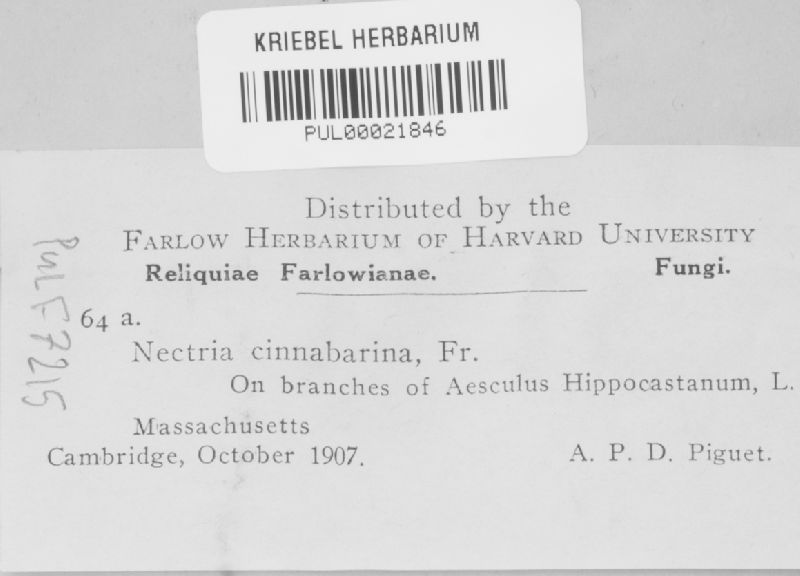 KRIEBEL HERBARIUM
PUL00021846
Distributed by the
FARLOW HERBARIUM OF HARVARD UNIVERSITY
Reliquiae Farlowianae. Fungi.
64 a.
Nectria cinnabarina, Fr.
On branches of Aesculus Hippocastanum, L.
Massachusetts
Cambridge, October 1907. A. P. D. Piguet.
PUL F7215